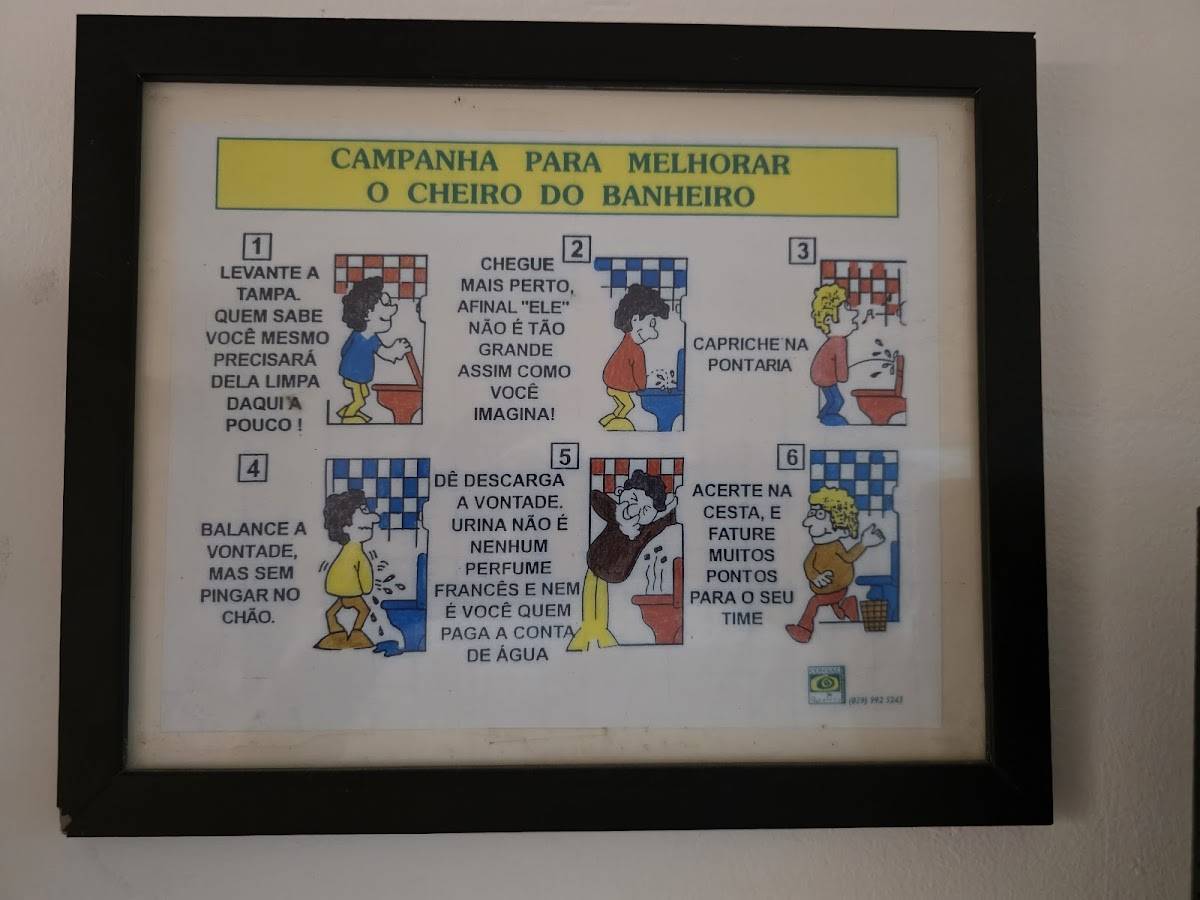 CAMPANHA PARA MELHORAR
O CHEIRO DO BANHEIRO
1
LEVANTE A
TAMPA.
QUEM SABE
VOCÊ MESMO
PRECISARÁ
DELA LIMPA
DAQUI A
POUCO !
2
CHEGUE
MAIS PERTO,
AFINAL "ELE"
NÃO É TÃO
GRANDE
ASSIM COMO
VOCÊ
IMAGINA!
3
CAPRICHE NA
PONTARIA
4
BALANCE A
VONTADE,
MAS SEM
PINGAR NO
CHÃO.
5
DÊ DESCARGA
A VONTADE.
URINA NÃO É
NENHUM
PERFUME
FRANCÊS E NEM
É VOCÊ QUEM
PAGA A CONTA
DE ÁGUA
6
ACERTE NA
CESTA, E
FATURE
MUITOS
PONTOS
PARA O SEU
TIME
(029) 992 5243